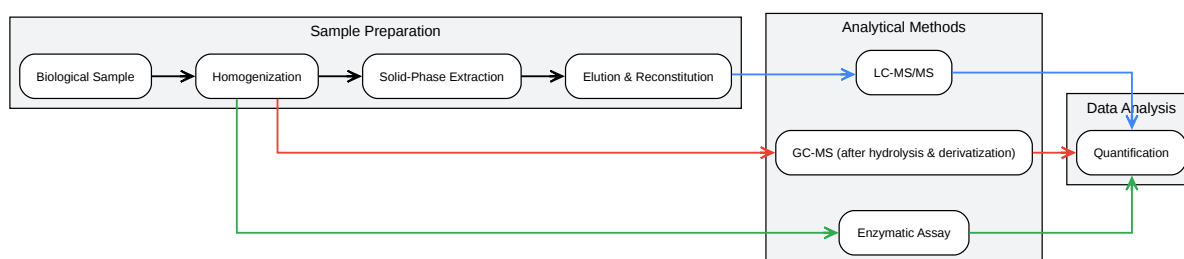 Sample Preparation
Biological Sample
Homogenization
Solid-Phase Extraction
Elution & Reconstitution
Analytical Methods
LC-MS/MS
GC-MS (after hydrolysis & derivatization)
Enzymatic Assay
Data Analysis
Quantification